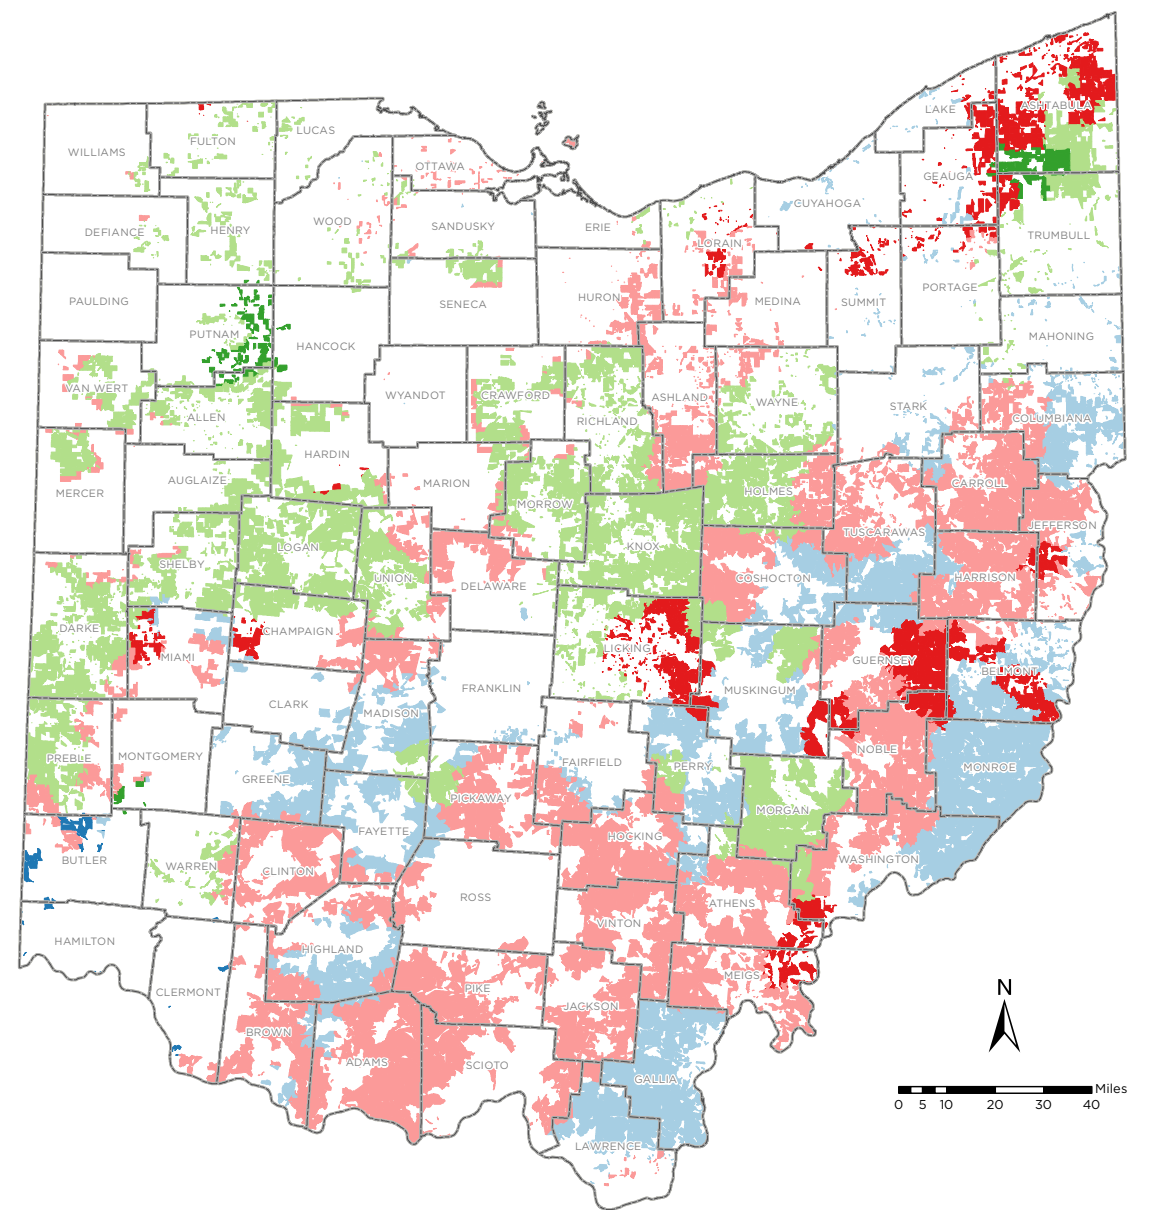 LAKE
ASHTABULA
LUCAS
FULTON
WILLIAMS
OTTAWA
GEAUGA
CUYAHOGA
WOOD
SANDUSKY
ERIE
HENRY
DEFIANCE
LORAIN
TRUMBULL
PORTAGE
PAULDING
SENECA
HURON
MEDINA
SUMMIT
PUTNAM
HANCOCK
MAHONING
VAN WERT
WYANDOT
CRAWFORD
ASHLAND
WAYNE
STARK
ALLEN
RICHLAND
COLUMBIANA
HARDIN
MERCER
AUGLAIZE
MARION
HOLMES
CARROLL
MORROW
JEFFERSON
TUSCARAWAS
LOGAN
KNOX
SHELBY
UNION
DELAWARE
COSHOCTON
HARRISON
DARKE
CHAMPAIGN
MIAMI
LICKING
GUERNSEY
BELMONT
FRANKLIN
MUSKINGUM
CLARK
MADISON
NOBLE
PREBLE
MONTGOMERY
FAIRFIELD
PERRY
MONROE
GREENE
PICKAWAY
MORGAN
FAYETTE
HOCKING
BUTLER
WARREN
CLINTON
WASHINGTON
ROSS
ATHENS
VINTON
HAMILTON
HIGHLAND
MEIGS
CLERMONT
PIKE
JACKSON
BROWN
ADAMS
SCIOTO
GALLIA
LAWRENCE
N
Miles
0 5 10 20 30 40